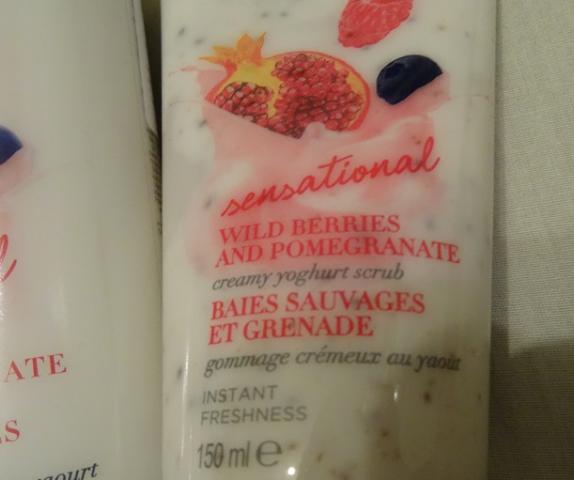 sensational
WILD BERRIES
AND POMEGRANATE
creamy yoghurt scrub
BAIES SAUVAGES
ET GRENADE
gommage crémeux au yaourt
INSTANT
FRESHNESS
150 ml e